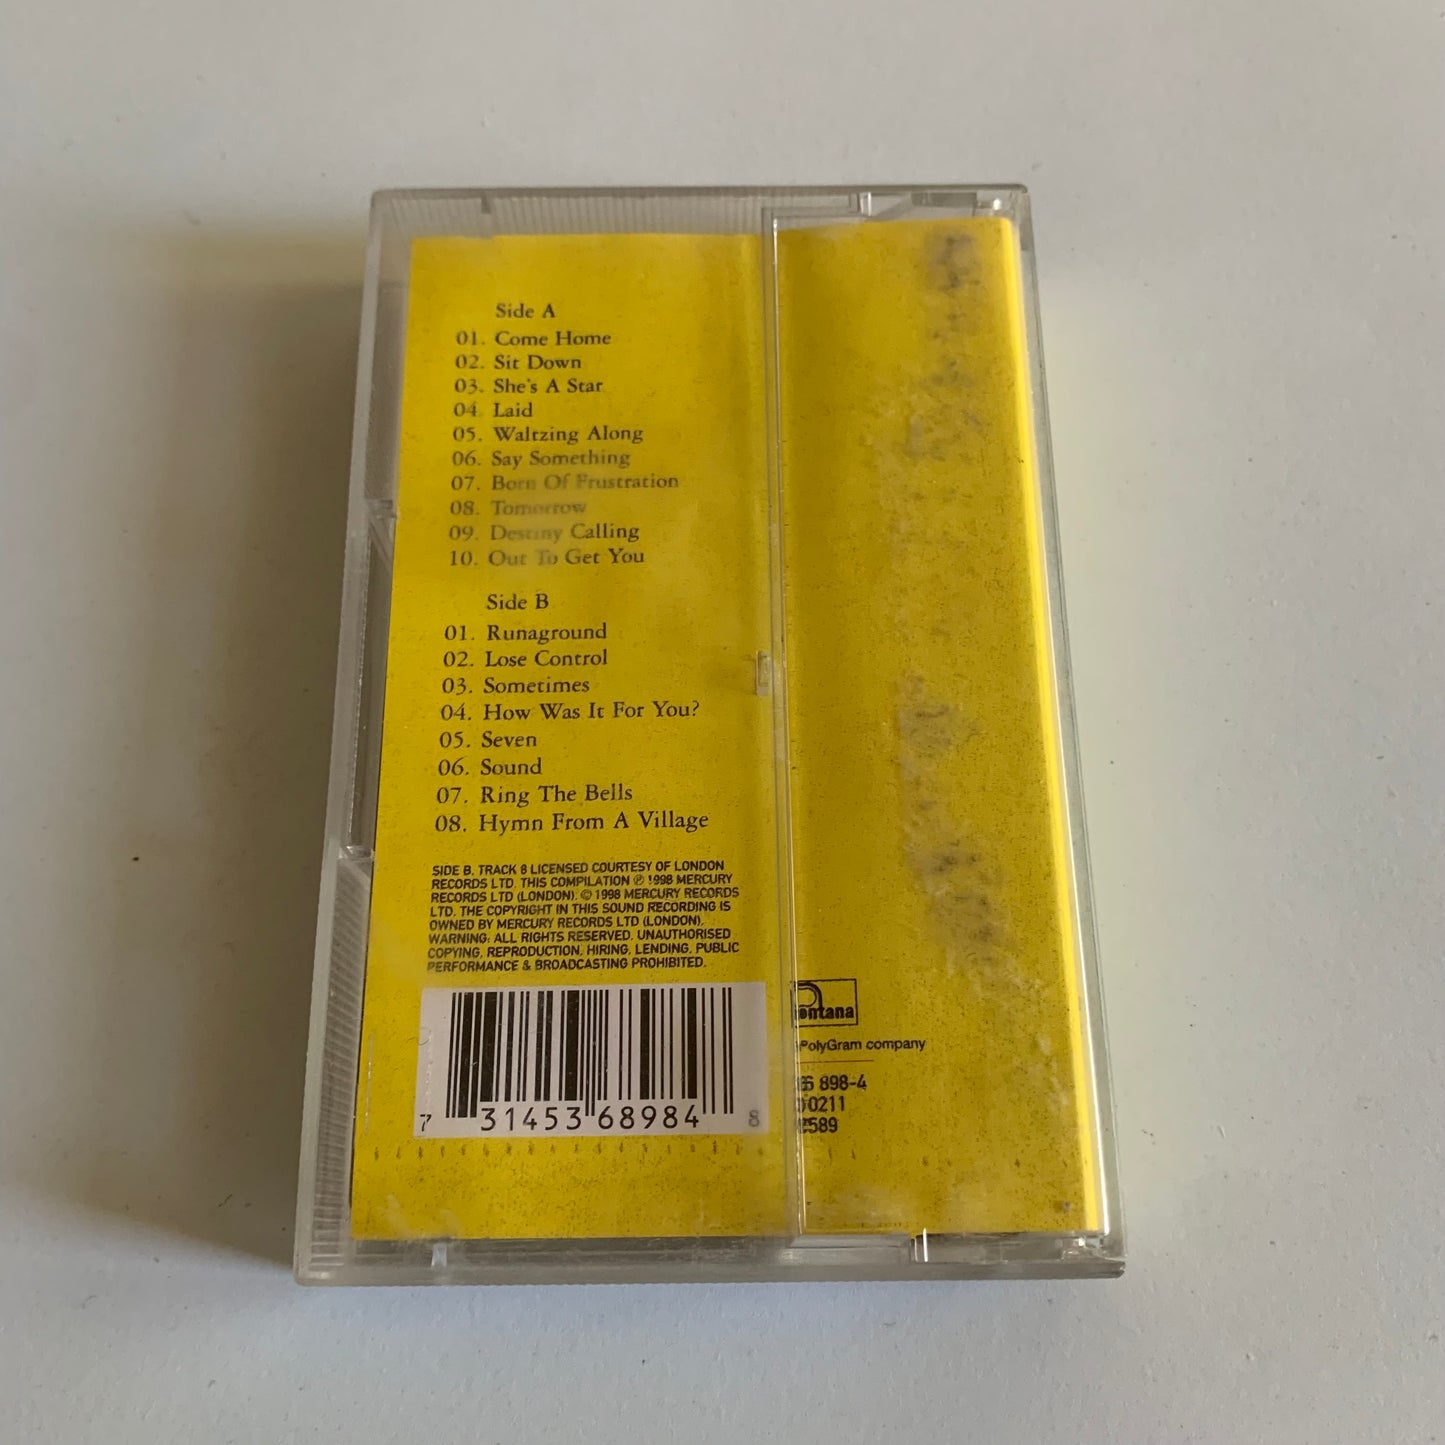 Side A
01. Come Home
02. Sit Down
03. She's A Star
04 Laid
05. Waltzing Along
06. Say Something
07. Born Of Frustration
08. Tomorrow
09. Destiny Calling
10. Out To Get You
Side B
01. Runaground
02. Lose Control
03. Sometimes
04. How Was It For You?
05. Seven
06. Sound
07. Ring The Bells
08. Hymn From A Village
SIDE B, TRACK 8 LICENSED COURTESY OF LONDON
RECORDS LTD. THIS COMPILATION ℗ 1998 MERCURY
RECORDS LTD (LONDON). © 1998 MERCURY RECORDS
LTD. THE COPYRIGHT IN THIS SOUND RECORDING IS
OWNED BY MERCURY RECORDS LTD (LONDON).
WARNING: ALL RIGHTS RESERVED. UNAUTHORISED
COPYING, REPRODUCTION, HIRING, LENDING, PUBLIC
PERFORMANCE & BROADCASTING PROHIBITED.
7 31453 68984 8
fontana
PolyGram company
898-4
0211
589